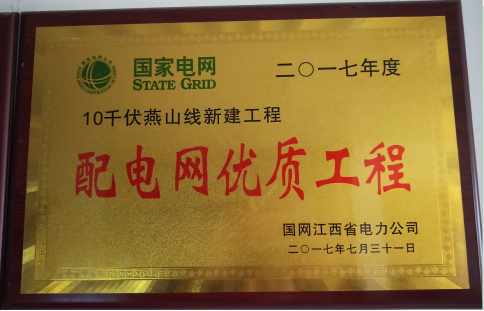 国家电网
STATE GRID
二〇一七年度
10千伏燕山线新建工程
配电网优质工程
国网江西省电力公司
二〇一七年七月三十一日